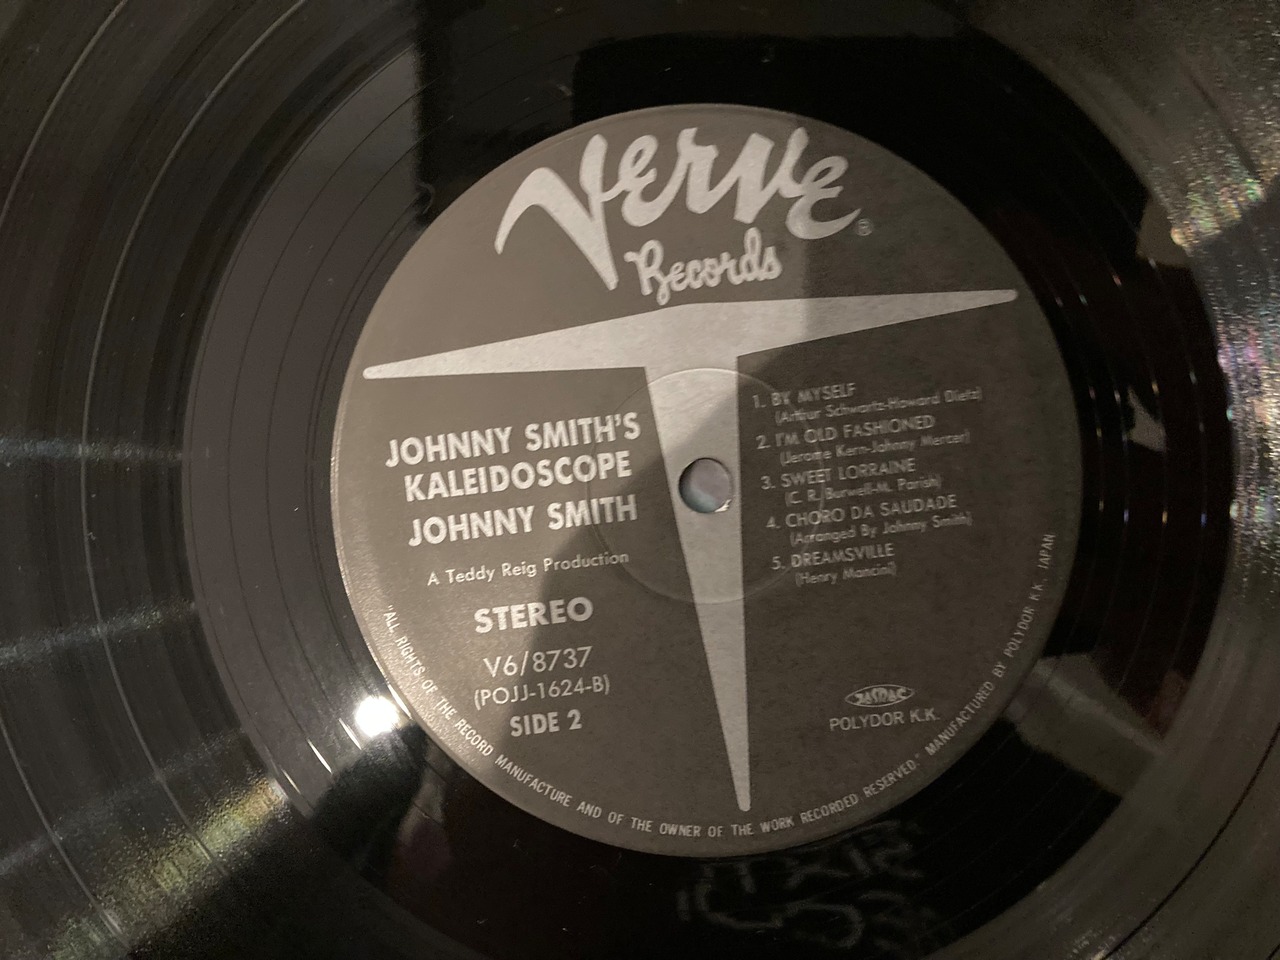 Verve
Records
®
JOHNNY SMITH'S
KALEIDOSCOPE
JOHNNY SMITH
A Teddy Reig Production
STEREO
V6/8737
(POJJ-1624-B)
SIDE 2
1. BY MYSELF
(Arthur Schwartz-Howard Dietz)
2. I'M OLD FASHIONED
(Jerome Kern-Johnny Mercer)
3. SWEET LORRAINE
(C. R. Burwell-M. Parish)
4. CHORO DA SAUDADE
(Arranged By Johnny Smith)
5. DREAMSVILLE
(Henry Mancini)
JASRAC
POLYDOR K.K.
"ALL RIGHTS OF THE RECORD MANUFACTURE AND OF THE OWNER OF THE WORK RECORDED RESERVED." MANUFACTURED BY POLYDOR K.K. JAPAN